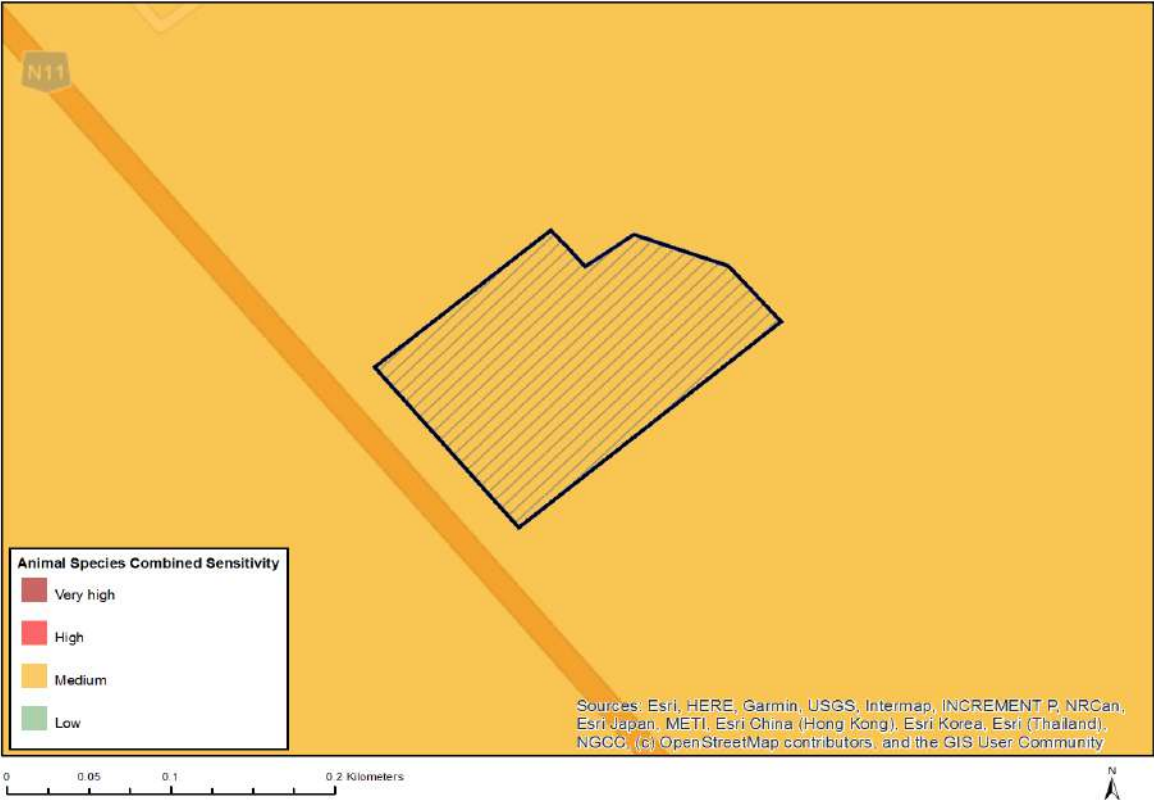 N11
Animal Species Combined Sensitivity
Very high
High
Medium
Low
Sources: Esri, HERE, Garmin, USGS, Intermap, INCREMENT P, NRCan,
Esri Japan, METI, Esri China (Hong Kong), Esri Korea, Esri (Thailand),
NGCC, (c) OpenStreetMap contributors, and the GIS User Community
0 0.05 0.1 0.2 Kilometers
N